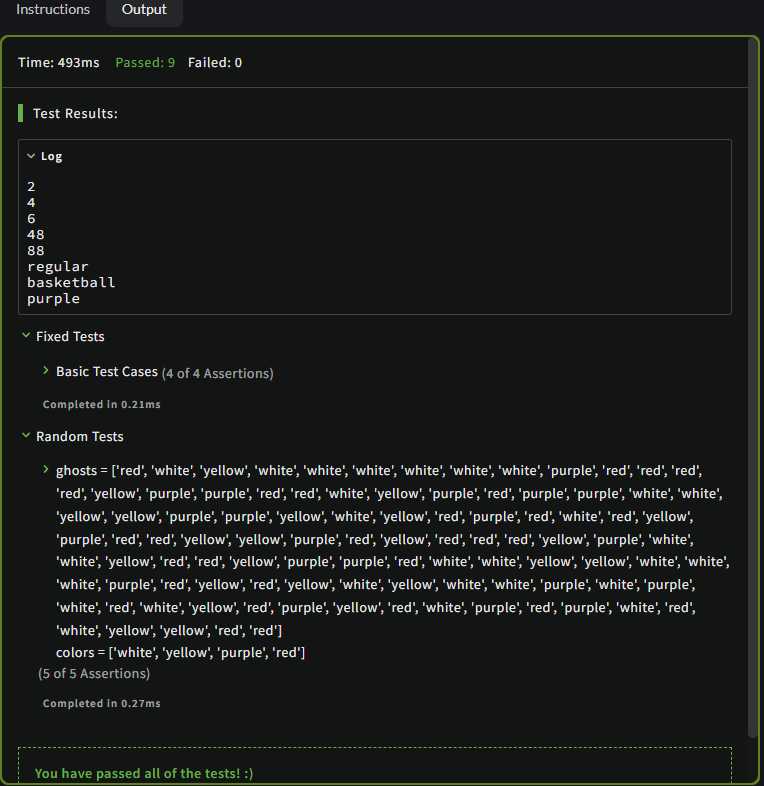 Instructions Output
Time: 493ms Passed: 9 Failed: 0
Test Results:
Log
2
4
6
48
88
regular
basketball
purple
Fixed Tests
Basic Test Cases (4 of 4 Assertions)
Completed in 0.21ms
Random Tests
ghosts = ['red', 'white', 'yellow', 'white', 'white', 'white', 'white', 'white', 'white', 'purple', 'red', 'red', 'red',
'red', 'yellow', 'purple', 'purple', 'red', 'red', 'white', 'yellow', 'purple', 'red', 'purple', 'purple', 'white', 'white',
'yellow', 'yellow', 'purple', 'purple', 'yellow', 'white', 'yellow', 'red', 'purple', 'red', 'white', 'red', 'yellow',
'purple', 'red', 'red', 'yellow', 'yellow', 'purple', 'red', 'yellow', 'red', 'red', 'red', 'yellow', 'purple', 'white',
'white', 'yellow', 'red', 'red', 'yellow', 'purple', 'purple', 'red', 'white', 'white', 'yellow', 'yellow', 'white', 'white',
'white', 'purple', 'red', 'yellow', 'red', 'yellow', 'white', 'yellow', 'white', 'white', 'purple', 'white', 'purple',
'white', 'red', 'white', 'yellow', 'red', 'purple', 'yellow', 'red', 'white', 'purple', 'red', 'purple', 'white', 'red',
'white', 'yellow', 'yellow', 'red', 'red']
colors = ['white', 'yellow', 'purple', 'red']
(5 of 5 Assertions)
Completed in 0.27ms
You have passed all of the tests! :)